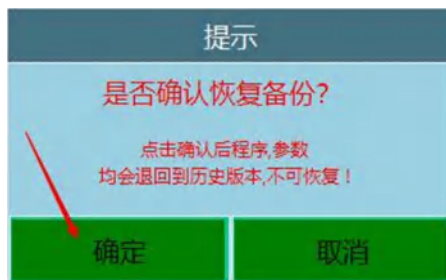 提示
是否确认恢复备份?
点击确认后程序,参数
均会退回到历史版本,不可恢复！
确定
取消